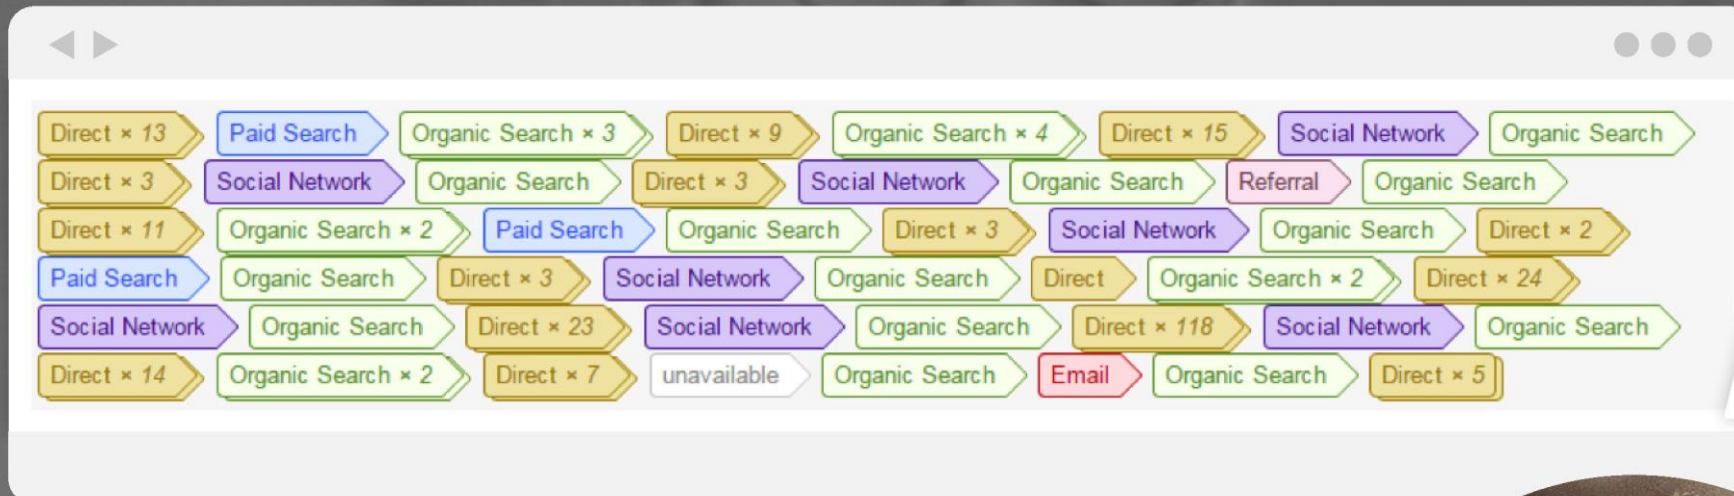 Direct × 13 Paid Search Organic Search × 3 Direct × 9 Organic Search × 4 Direct × 15 Social Network Organic Search
Direct × 3 Social Network Organic Search Direct × 3 Social Network Organic Search Referral Organic Search
Direct × 11 Organic Search × 2 Paid Search Organic Search Direct × 3 Social Network Organic Search Direct × 2
Paid Search Organic Search Direct × 3 Social Network Organic Search Direct Organic Search × 2 Direct × 24
Social Network Organic Search Direct × 23 Social Network Organic Search Direct × 118 Social Network Organic Search
Direct × 14 Organic Search × 2 Direct × 7 unavailable Organic Search Email Organic Search Direct × 5